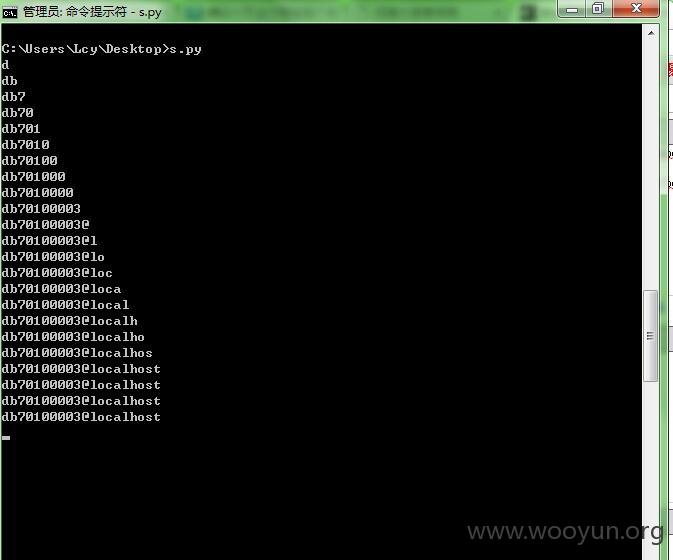 管理员: 命令提示符 - s.py
C:\Users\Lcy\Desktop>s.py
d
db
db7
db70
db701
db7010
db70100
db701000
db7010000
db70100003
db70100003@
db70100003@l
db70100003@lo
db70100003@loc
db70100003@loca
db70100003@local
db70100003@localh
db70100003@localho
db70100003@localhos
db70100003@localhost
db70100003@localhost
db70100003@localhost
db70100003@localhost
www.wooyun.org